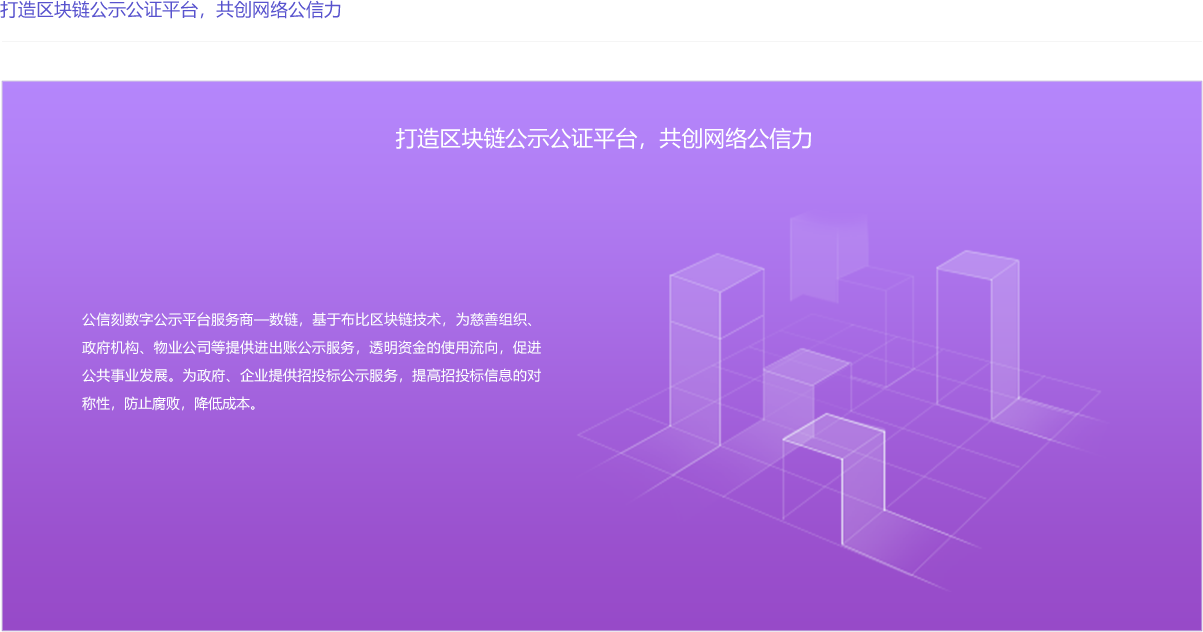 打造区块链公示公证平台，共创网络公信力
打造区块链公示公证平台，共创网络公信力
公信刻数字公示平台服务商—数链，基于布比区块链技术，为慈善组织、
政府机构、物业公司等提供进出账公示服务，透明资金的使用流向，促进
公共事业发展。为政府、企业提供招投标公示服务，提高招投标信息的对
称性，防止腐败，降低成本。